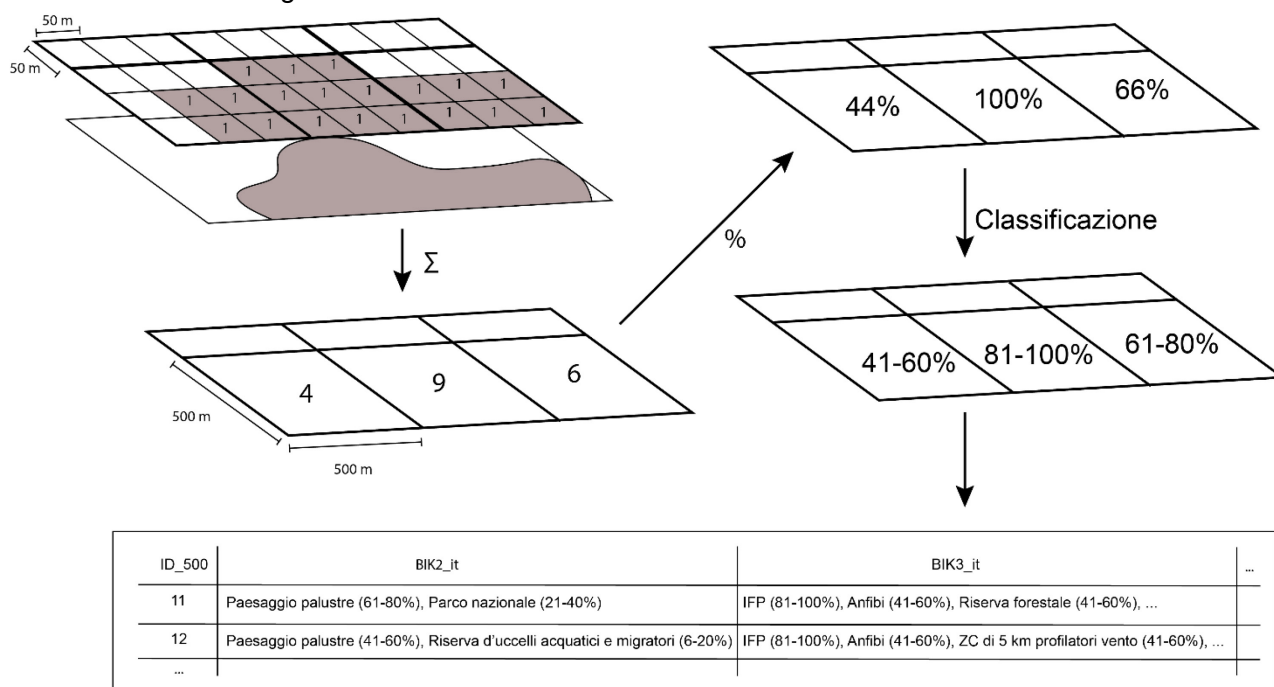 50 m
50 m
1 1 1
1 1 1 1 1 1 1 1
1 1 1 1 1 1 1 1
Σ
4 9 6
500 m
500 m
%
44% 100% 66%
Classificazione
41-60% 81-100% 61-80%
ID_500 BIK2_it BIK3_it ...
11 Paesaggio palustre (61-80%), Parco nazionale (21-40%) IFP (81-100%), Anfibi (41-60%), Riserva forestale (41-60%), ...
12 Paesaggio palustre (41-60%), Riserva d'uccelli acquatici e migratori (6-20%) IFP (81-100%), Anfibi (41-60%), ZC di 5 km profilatori vento (41-60%), ...
...